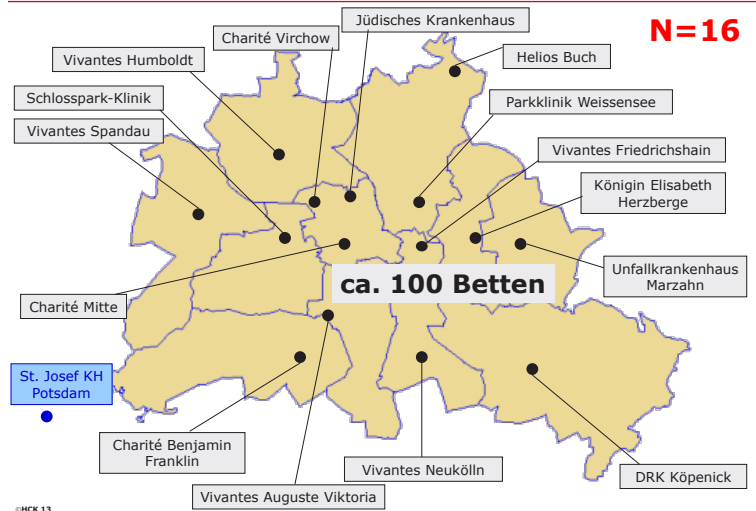 N=16
Jüdisches Krankenhaus
Charité Virchow
Helios Buch
Vivantes Humboldt
Schlosspark-Klinik
Parkklinik Weissensee
Vivantes Spandau
Vivantes Friedrichshain
Königin Elisabeth
Herzberge
Unfallkrankenhaus
Marzahn
ca. 100 Betten
Charité Mitte
St. Josef KH
Potsdam
Charité Benjamin
Franklin
Vivantes Neukölln
DRK Köpenick
Vivantes Auguste Viktoria
©HCK 13